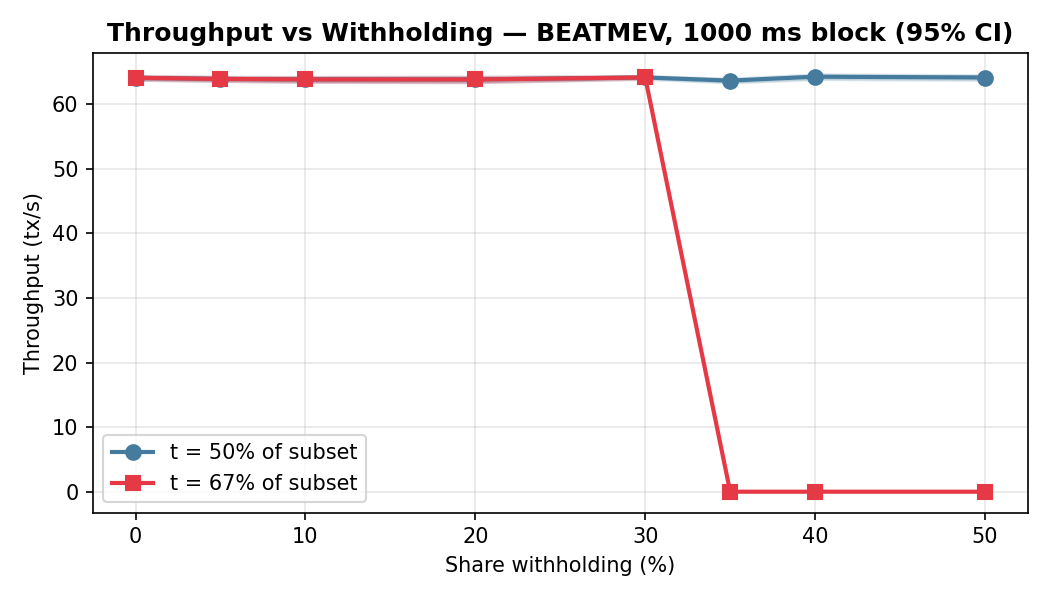 Throughput vs Withholding — BEATMEV, 1000 ms block (95% CI)
Throughput (tx/s)
60
50
40
30
20
10
0
t = 50% of subset
t = 67% of subset
0 10 20 30 40 50
Share withholding (%)